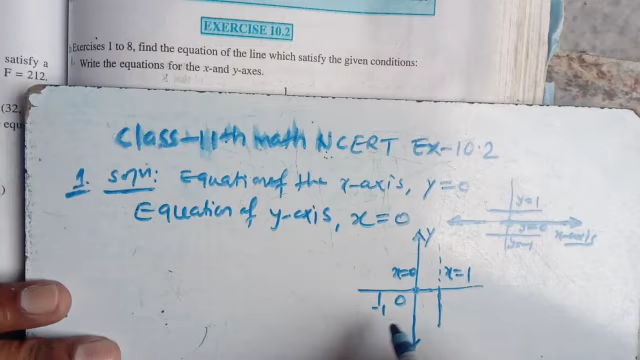 EXERCISE 10.2
Exercises 1 to 8, find the equation of the line which satisfy the given conditions:
Write the equations for the x-and y-axes.
satisfy a
F = 212.
(32,
equ
Class-11th math NCERT Ex-10.2
1. Soln: Equation of the x-axis, y=0
Equation of y-axis, x=0
y=1
y=0
x-axis
y=-1
Y
x=0
x=1
-1
0